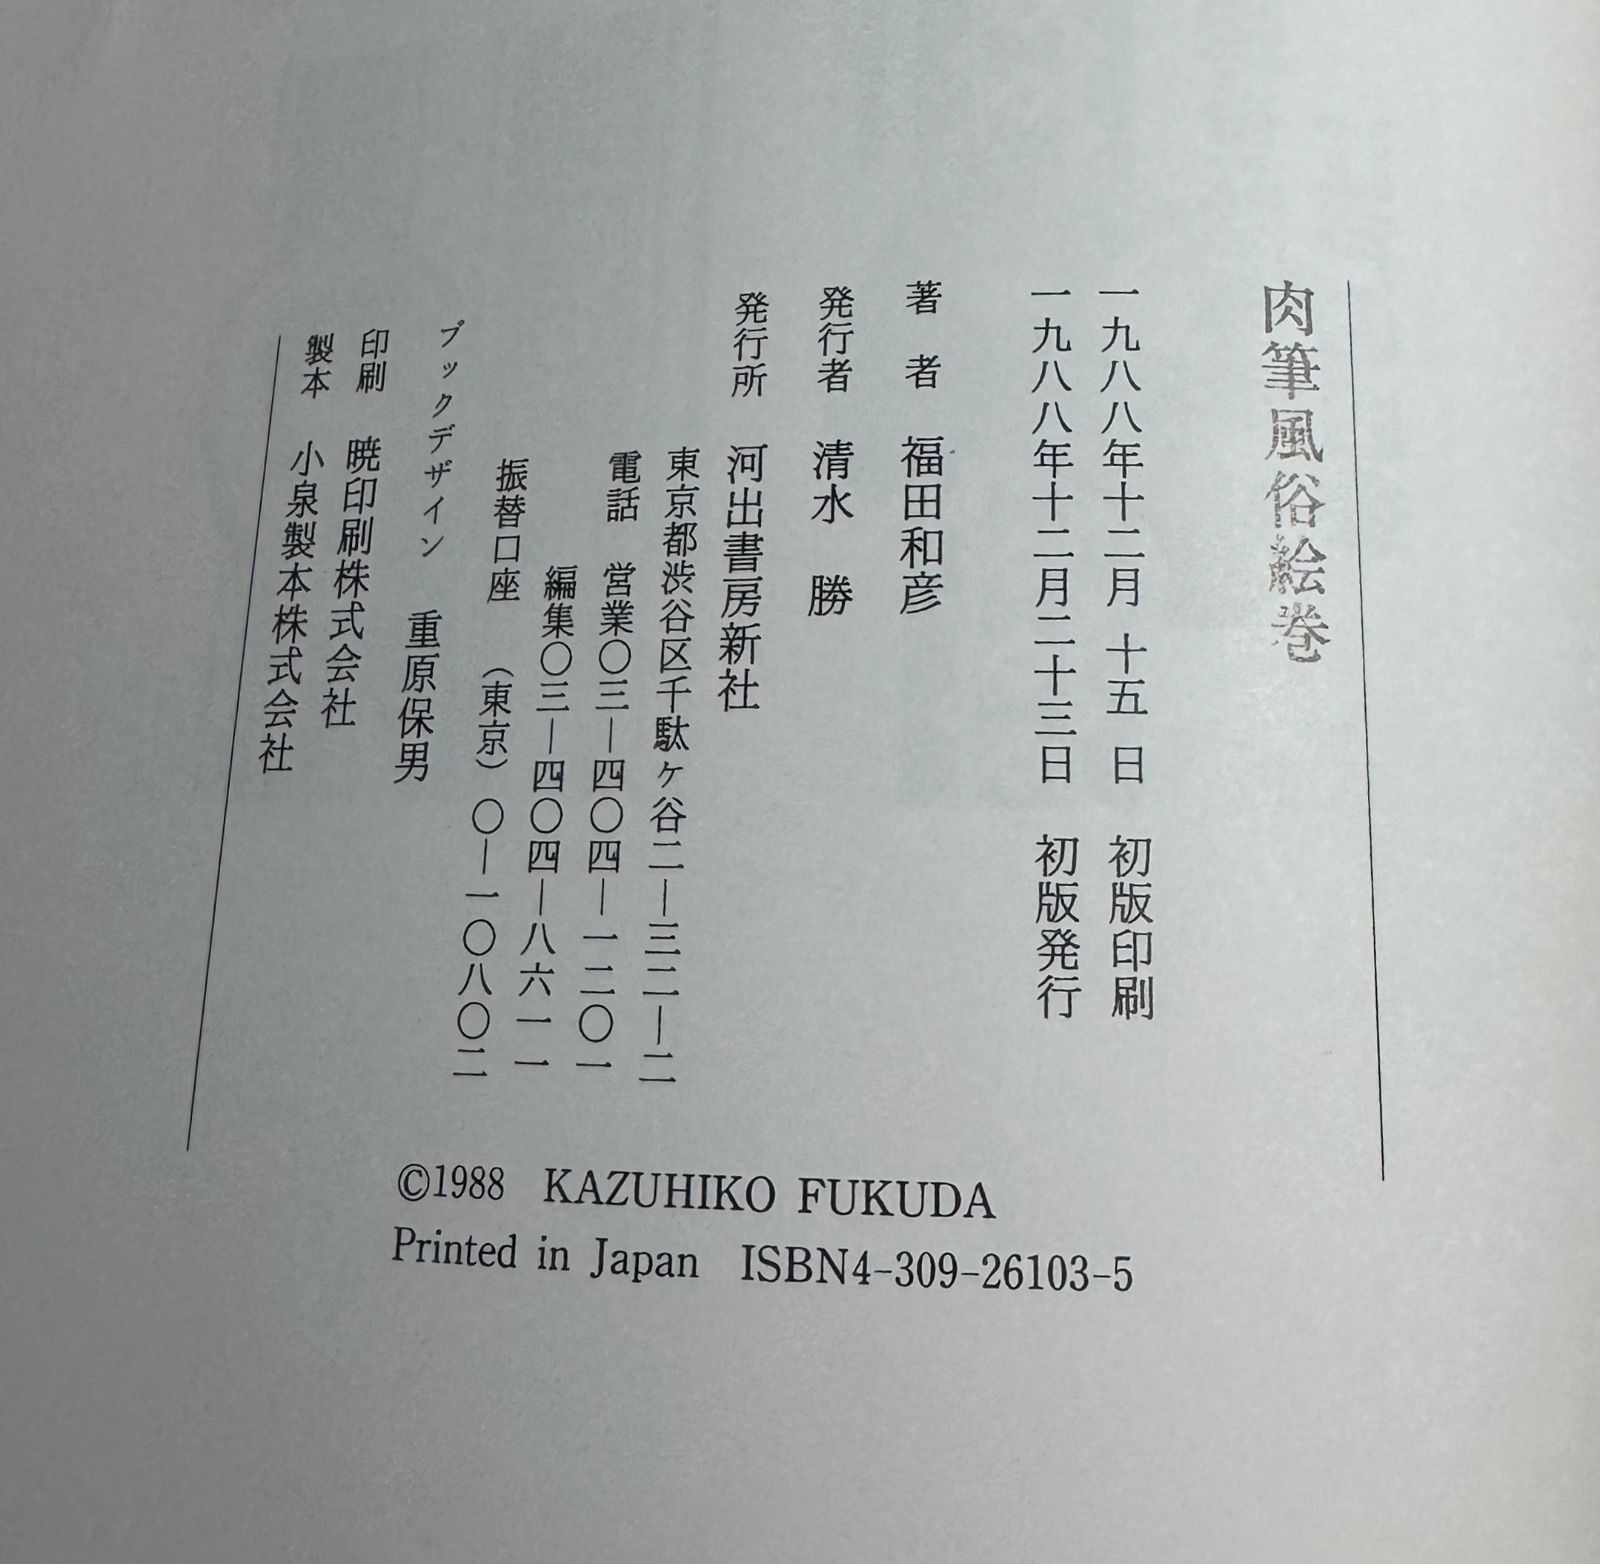 肉筆風俗絵巻
一九八八年十二月 十五 日 初版印刷
一九八八年十二月二十三日 初版発行
著 者 福田和彦
発行者 清水 勝
発行所 河出書房新社
東京都渋谷区千駄ヶ谷二―三二―二
電話 営業〇三―四〇四―一二〇一
編集〇三―四〇四―八六一一
振替口座 (東京)〇―一〇八〇二
ブックデザイン 重原保男
印刷 暁印刷株式会社
製本 小泉製本株式会社
©1988 KAZUHIKO FUKUDA
Printed in Japan ISBN4-309-26103-5